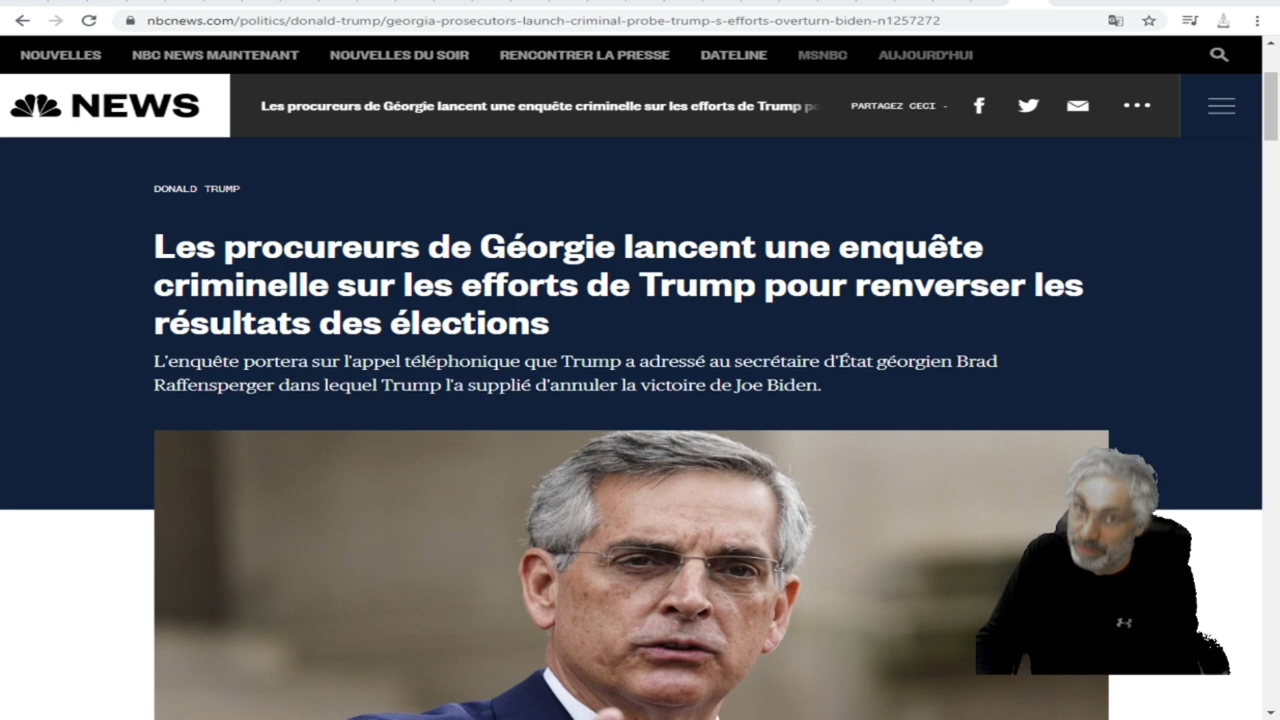 nbcnews.com/politics/donald-trump/georgia-prosecutors-launch-criminal-probe-trump-s-efforts-overturn-biden-n1257272
NOUVELLES NBC NEWS MAINTENANT NOUVELLES DU SOIR RENCONTRER LA PRESSE DATELINE MSNBC AUJOURD'HUI
NEWS Les procureurs de Géorgie lancent une enquête criminelle sur les efforts de Trump PARTAGEZ CECI -
DONALD TRUMP
Les procureurs de Géorgie lancent une enquête
criminelle sur les efforts de Trump pour renverser les
résultats des élections
L'enquête portera sur l'appel téléphonique que Trump a adressé au secrétaire d'État géorgien Brad
Raffensperger dans lequel Trump l'a supplié d'annuler la victoire de Joe Biden.